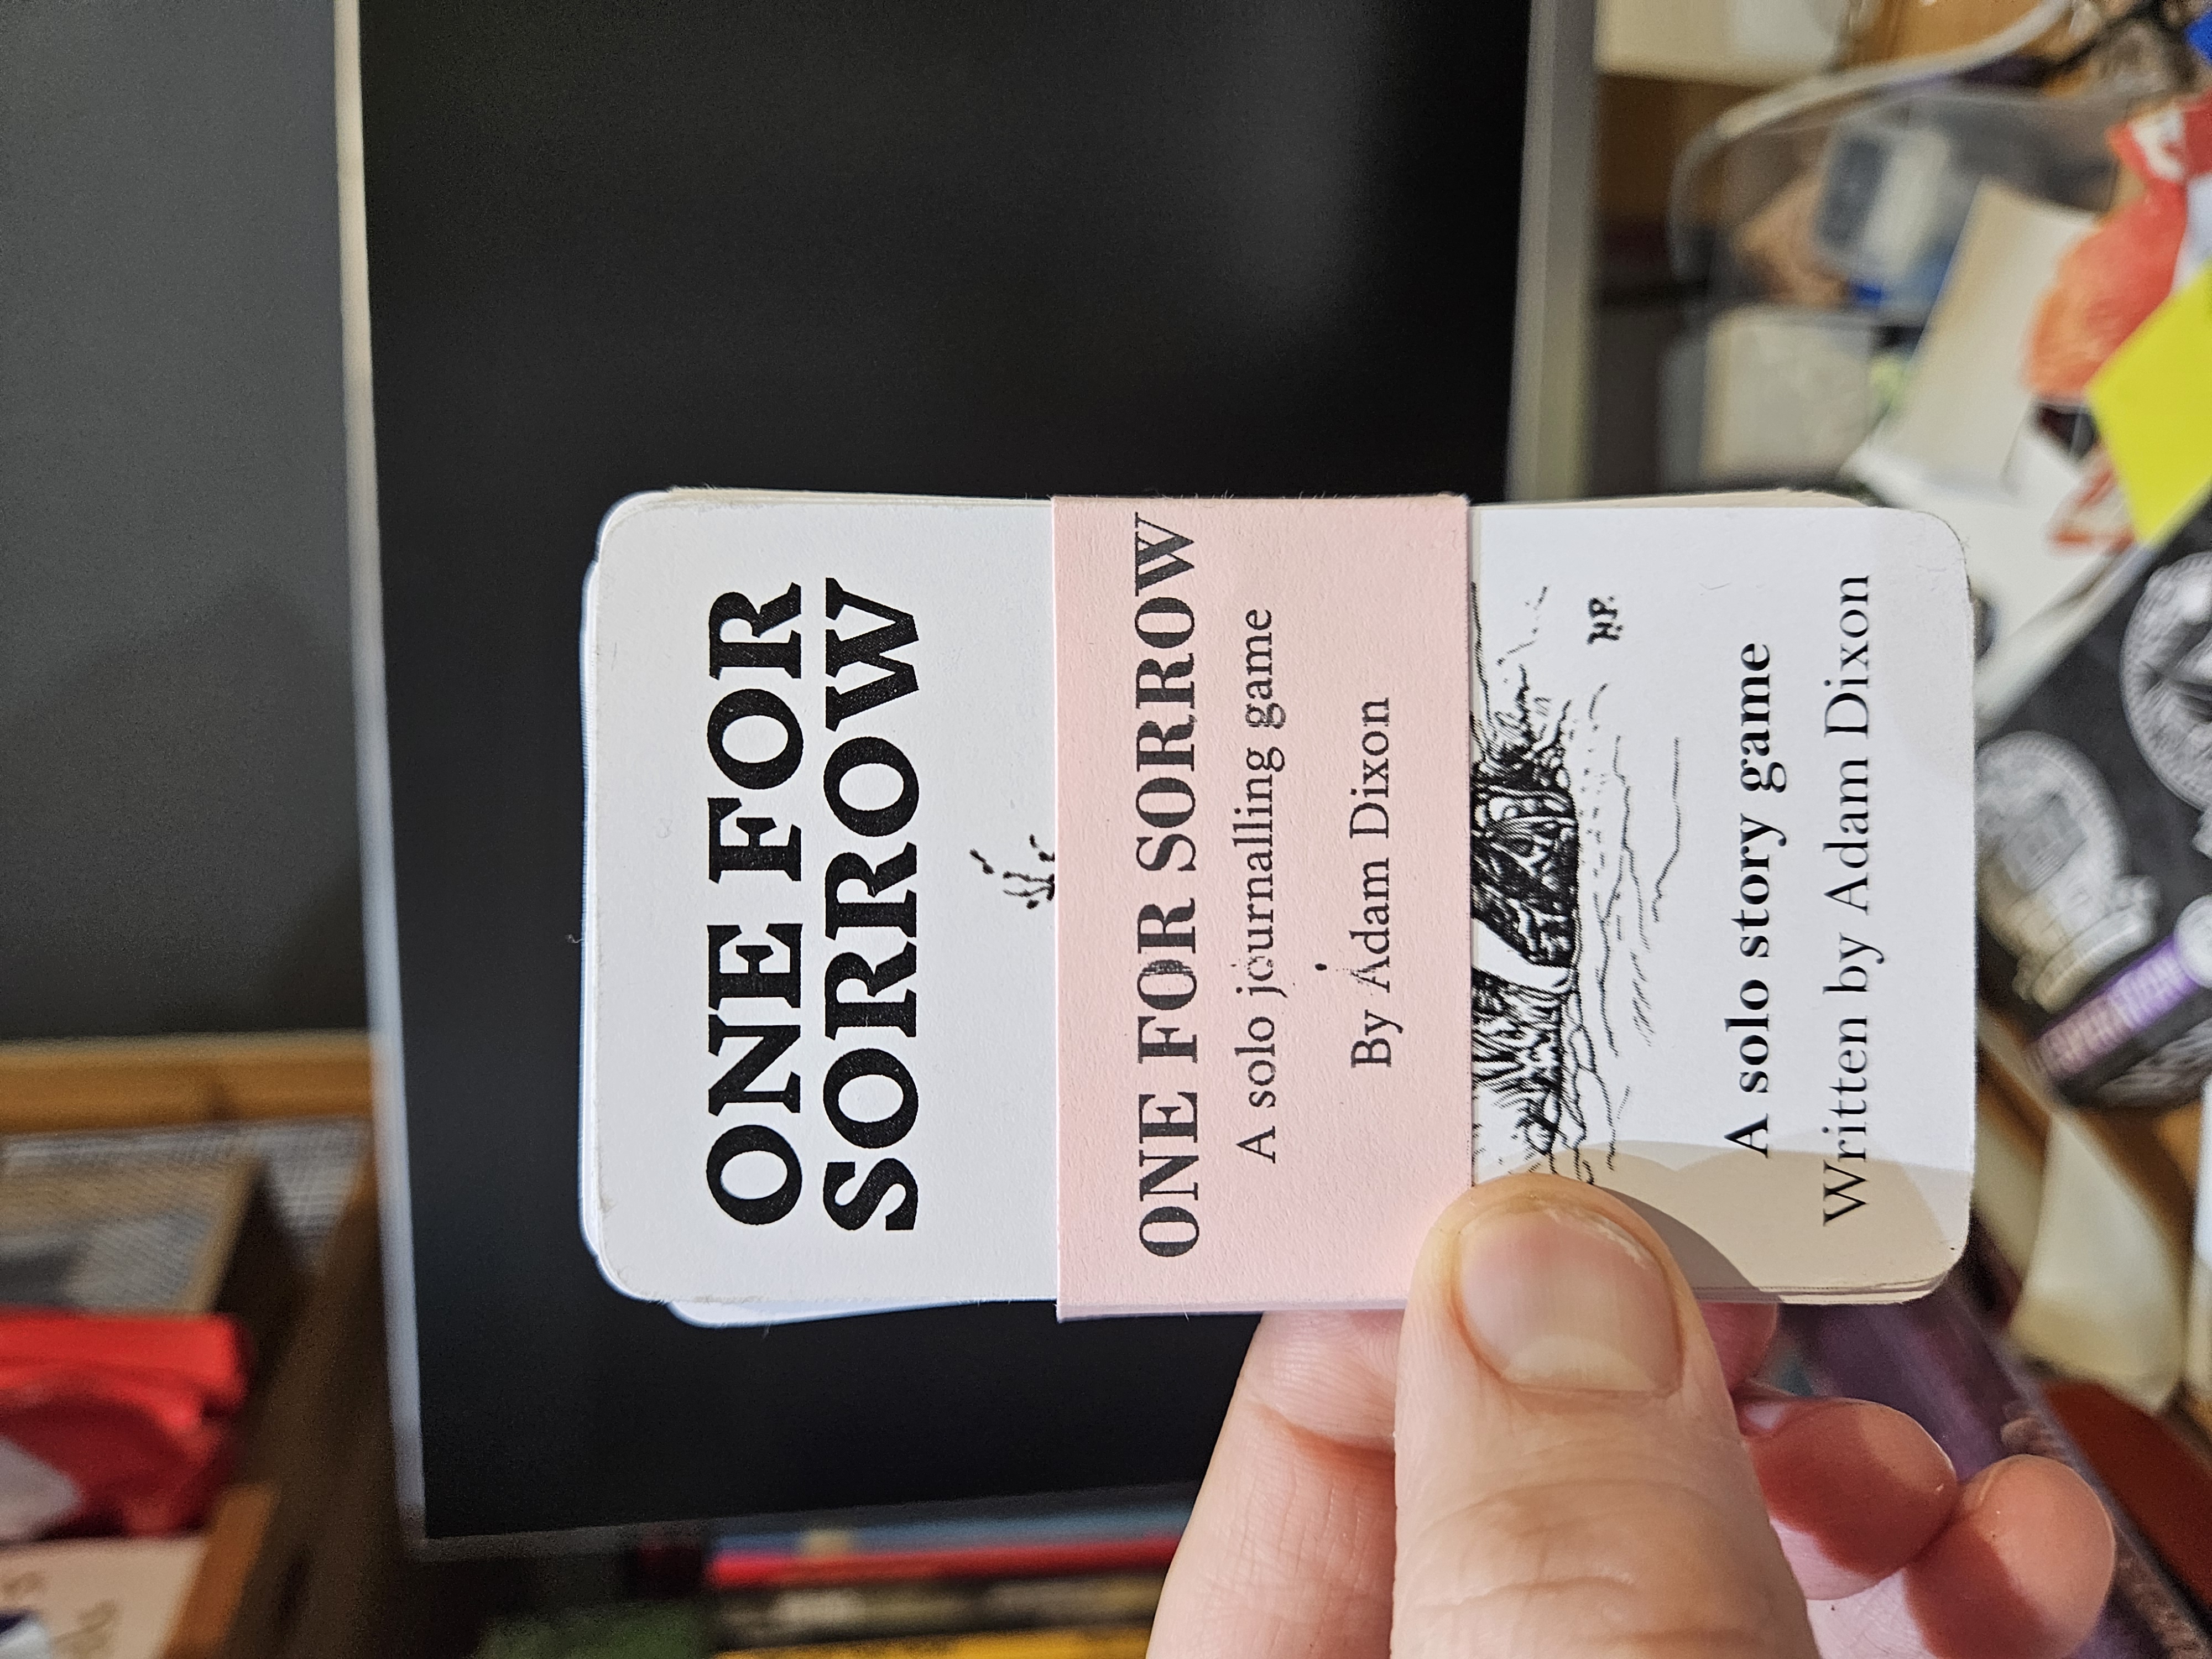 ONE FOR
SORROW
ONE FOR SORROW
A solo journalling game
By Adam Dixon
H.P.
A solo story game
Written by Adam Dixon